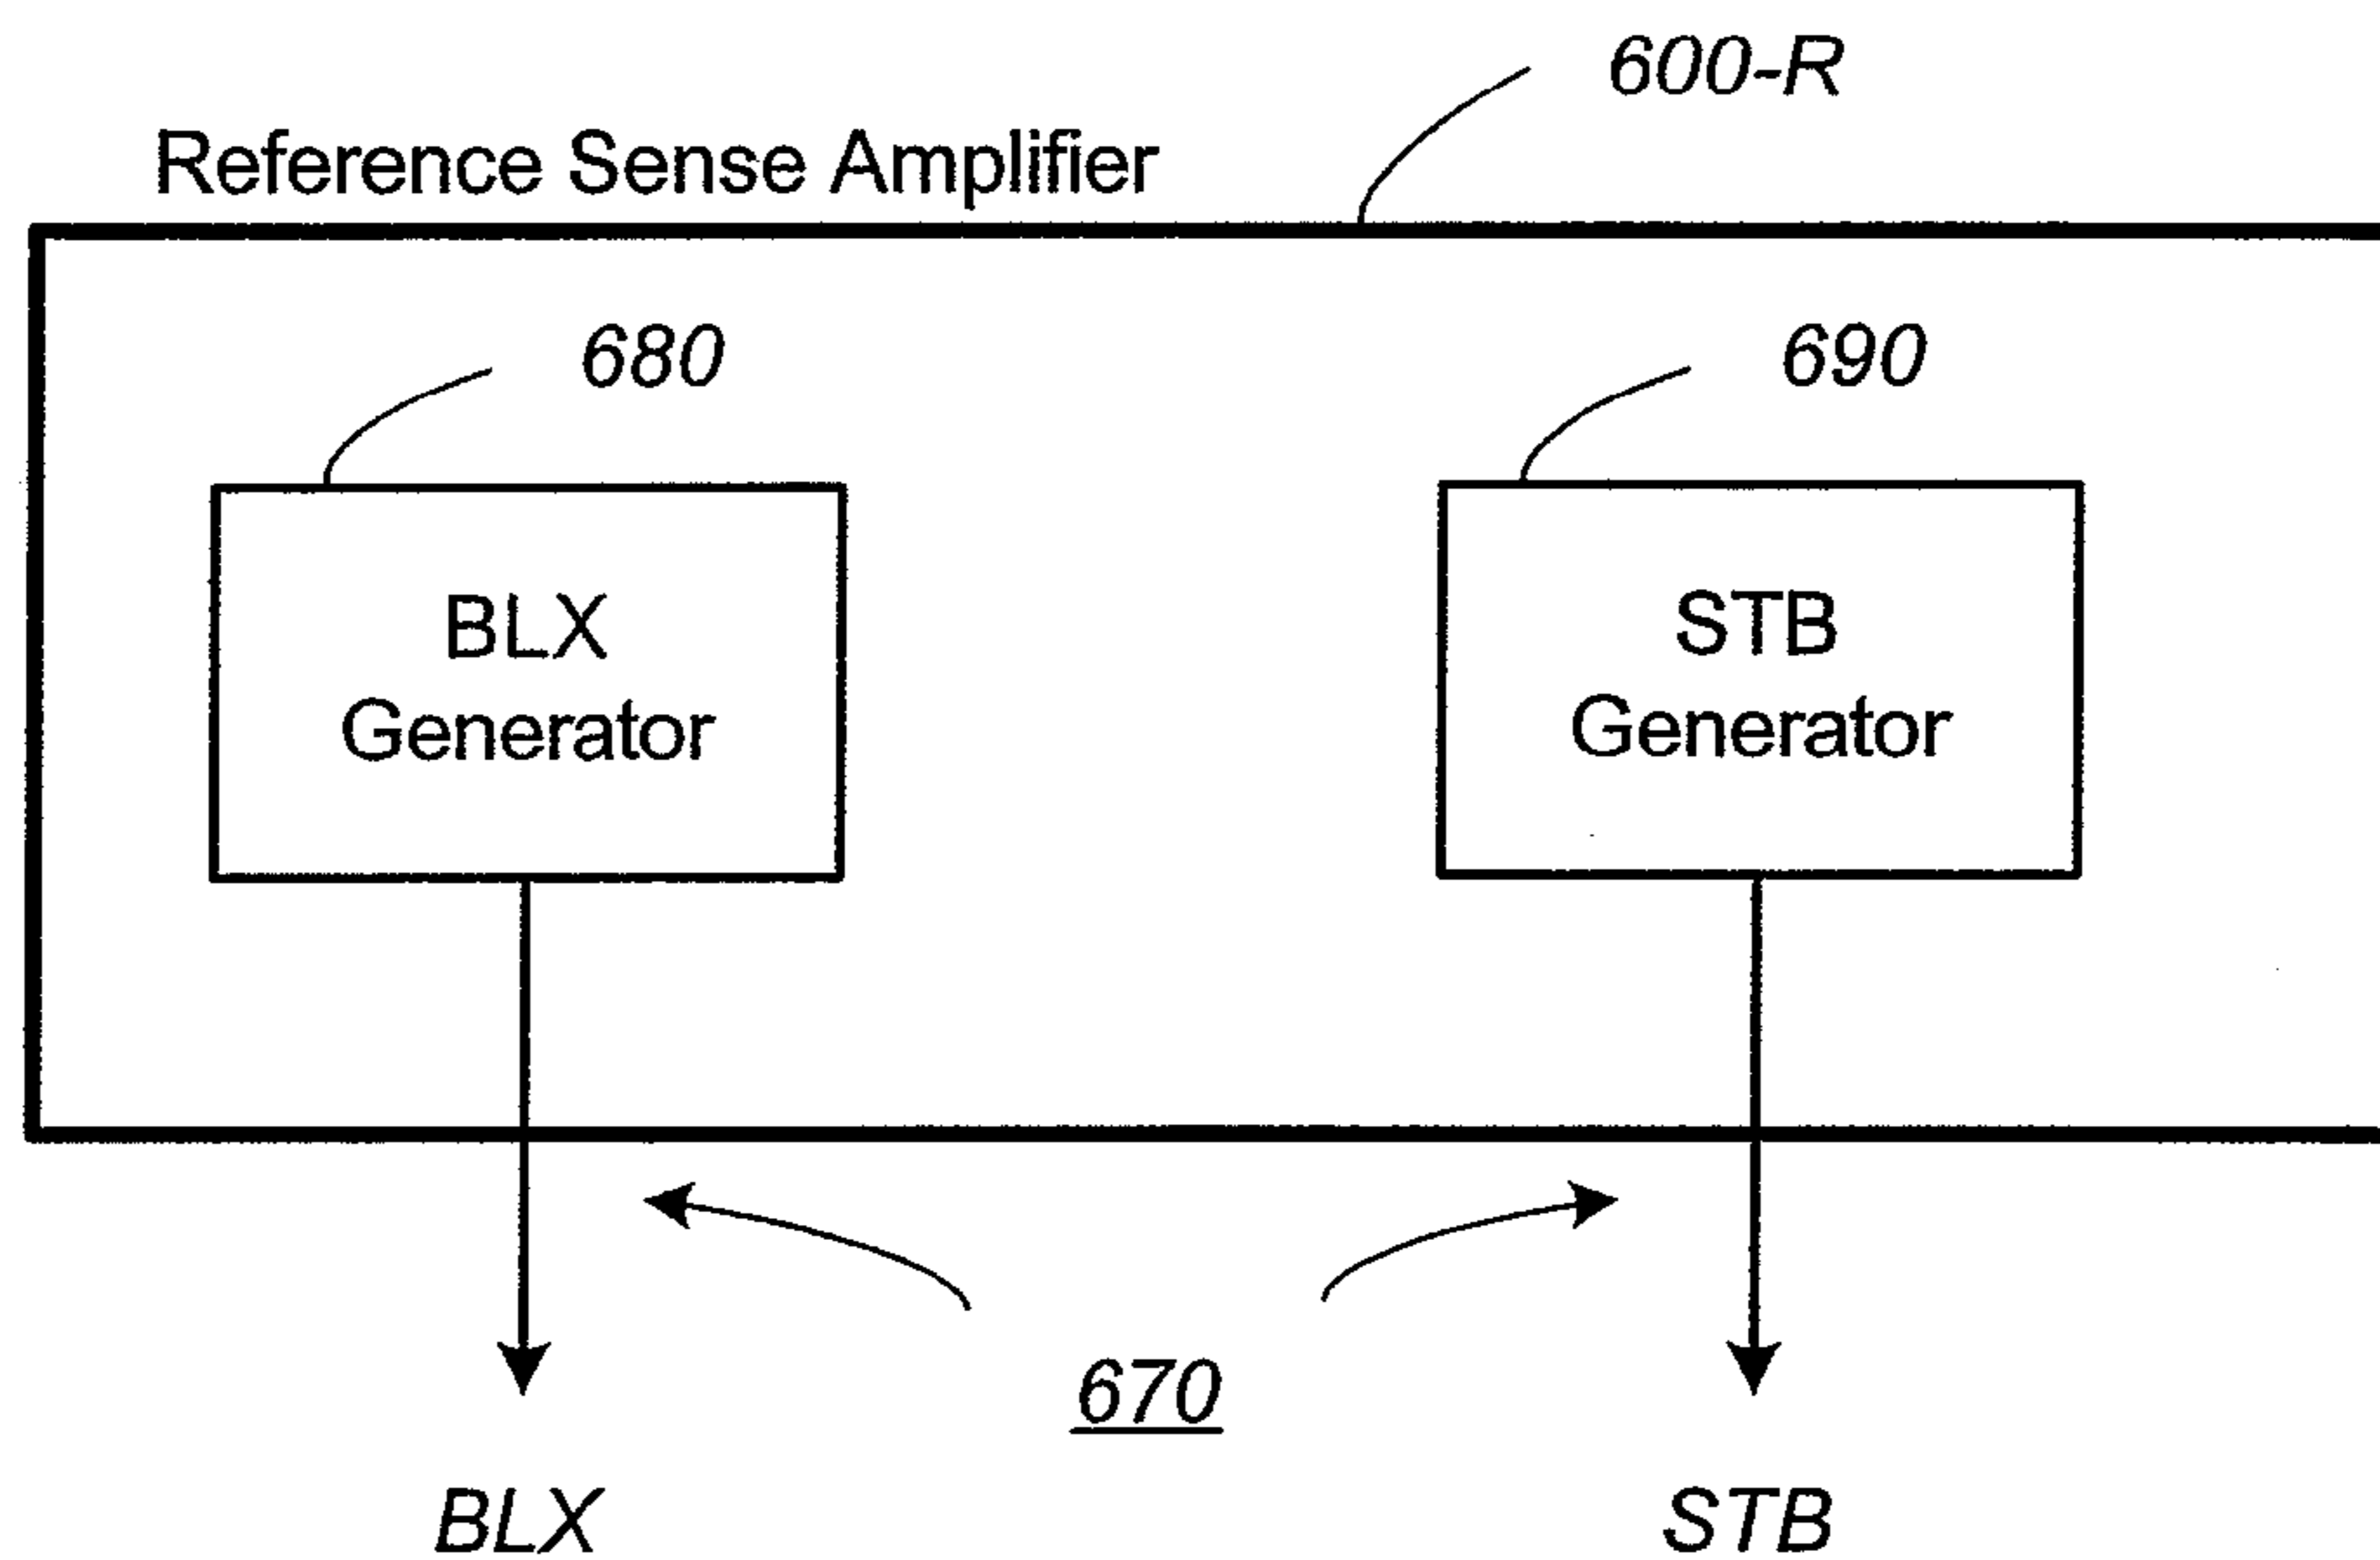 600-R
Reference Sense Amplifier
680
690
BLX
Generator
STB
Generator
670
BLX
STB